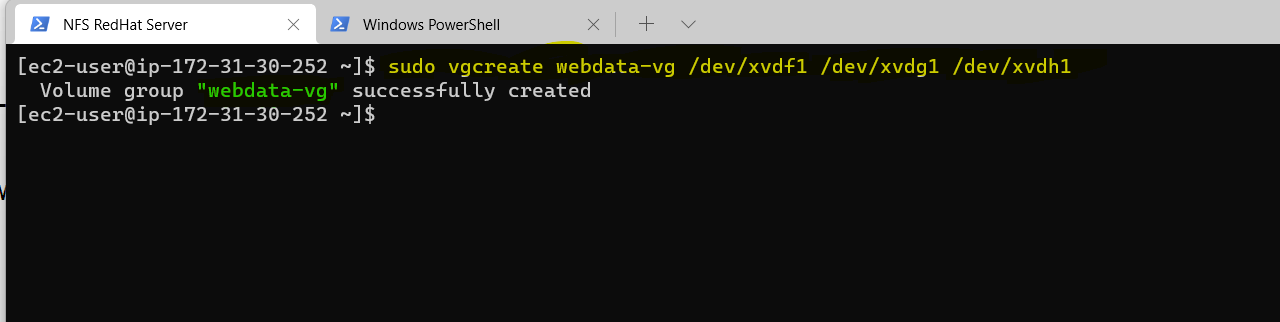 NFS RedHat Server
Windows PowerShell
[ec2-user@ip-172-31-30-252 ~]$ sudo vgcreate webdata-vg /dev/xvdf1 /dev/xvdg1 /dev/xvdh1
  Volume group "webdata-vg" successfully created
[ec2-user@ip-172-31-30-252 ~]$